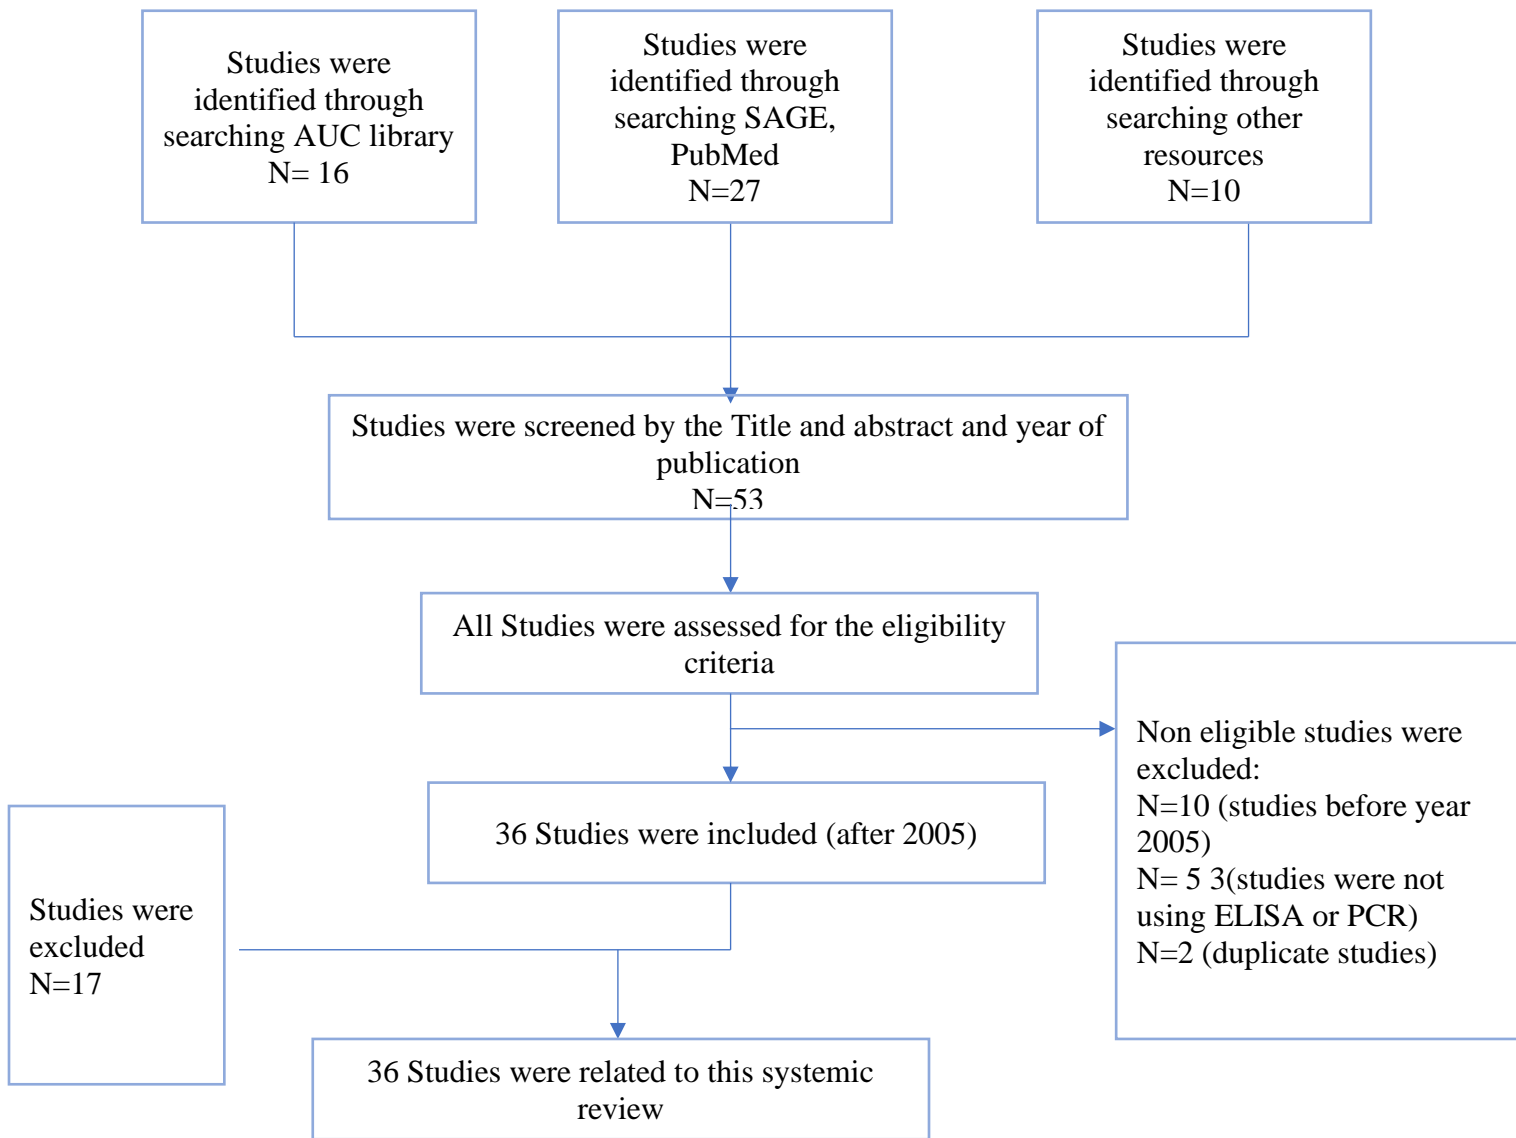 Studies were
identified through
searching AUC library
N= 16
Studies were
identified through
searching SAGE,
PubMed
N=27
Studies were
identified through
searching other
resources
N=10
Studies were screened by the Title and abstract and year of
publication
N=53
All Studies were assessed for the eligibility
criteria
Non eligible studies were
excluded:
N=10 (studies before year
2005)
N= 5 3(studies were not
using ELISA or PCR)
N=2 (duplicate studies)
36 Studies were included (after 2005)
Studies were
excluded
N=17
36 Studies were related to this systemic
review